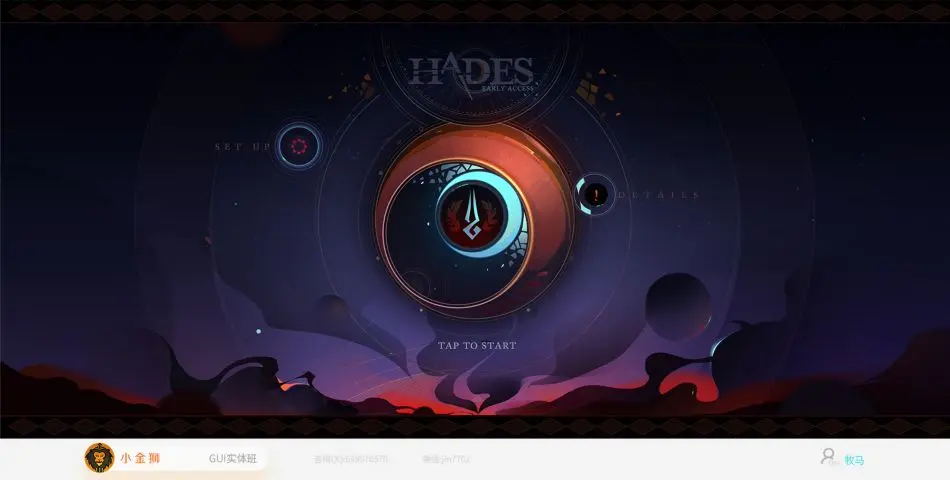 HADES
EARLY ACCESS
SET UP
DETAILS
TAP TO START
小金狮
GUI实体班
牧马